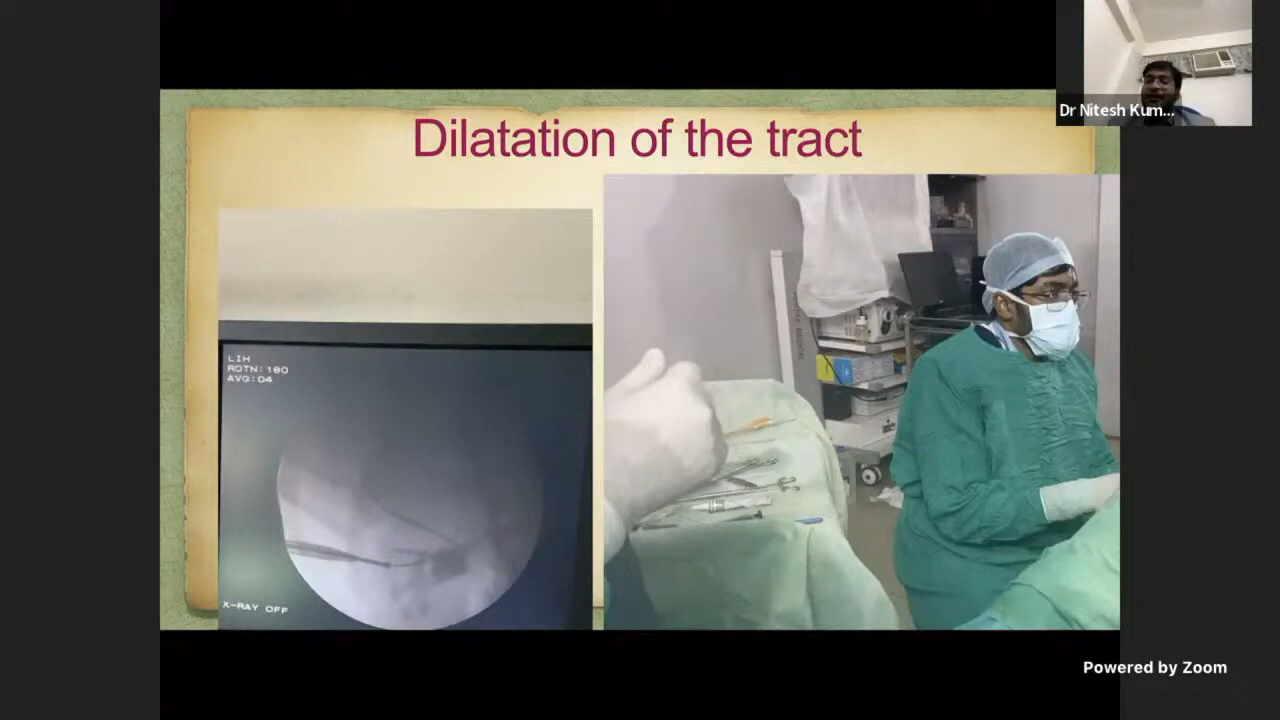 Dilatation of the tract
Dr Nitesh Kum...
LIH
ROTN: 180
AVG: 04
X-RAY OFF
Powered by Zoom